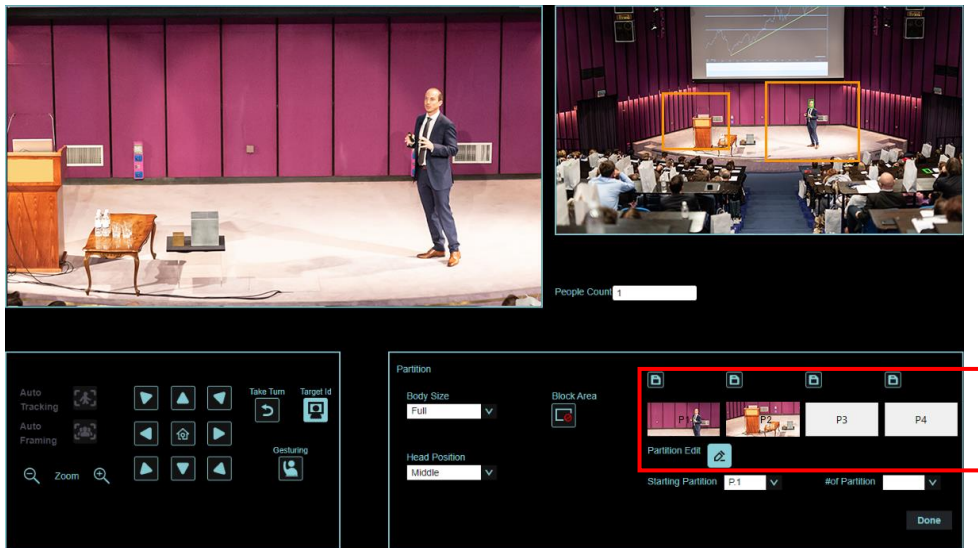 People Count 1
Auto Tracking
Auto Framing
Zoom
Take Turn
Target Id
Gesturing
Partition
Body Size
Full
Head Position
Middle
Block Area
P1
P2
P3
P4
Partition Edit
Starting Partition P.1
#of Partition
Done